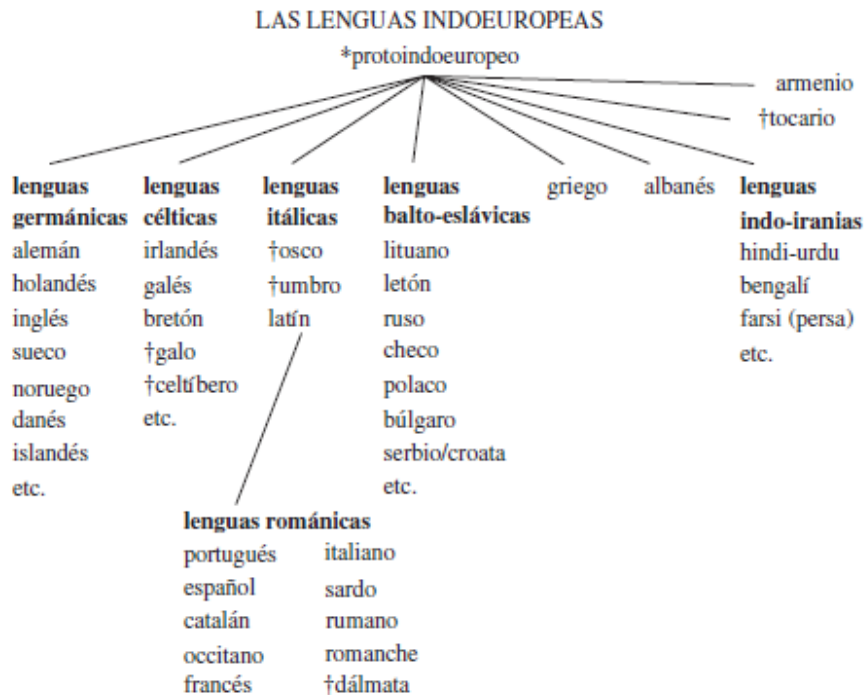 LAS LENGUAS INDOEUROPEAS
*protoindoeuropeo
armenio
†tocario
lenguas germánicas
alemán
holandés
inglés
sueco
noruego
danés
islandés
etc.
lenguas célticas
irlandés
galés
bretón
†galo
†celtíbero
etc.
lenguas itálicas
†osco
†umbro
latín
lenguas balto-eslávicas
lituano
letón
ruso
checo
polaco
búlgaro
serbio/croata
etc.
griego
albanés
lenguas indo-iranias
hindi-urdu
bengalí
farsi (persa)
etc.
lenguas románicas
portugués
español
catalán
occitano
francés
italiano
sardo
rumano
romanche
†dálmata